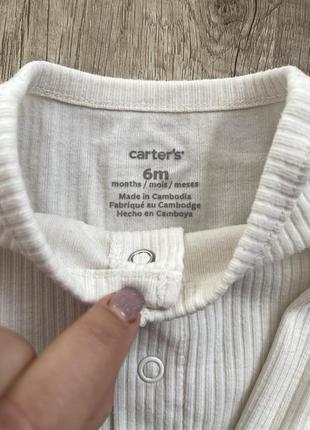 carter's®
6m
months / mois / meses
Made in Cambodia
Fabriqué au Cambodge
Hecho en Camboya